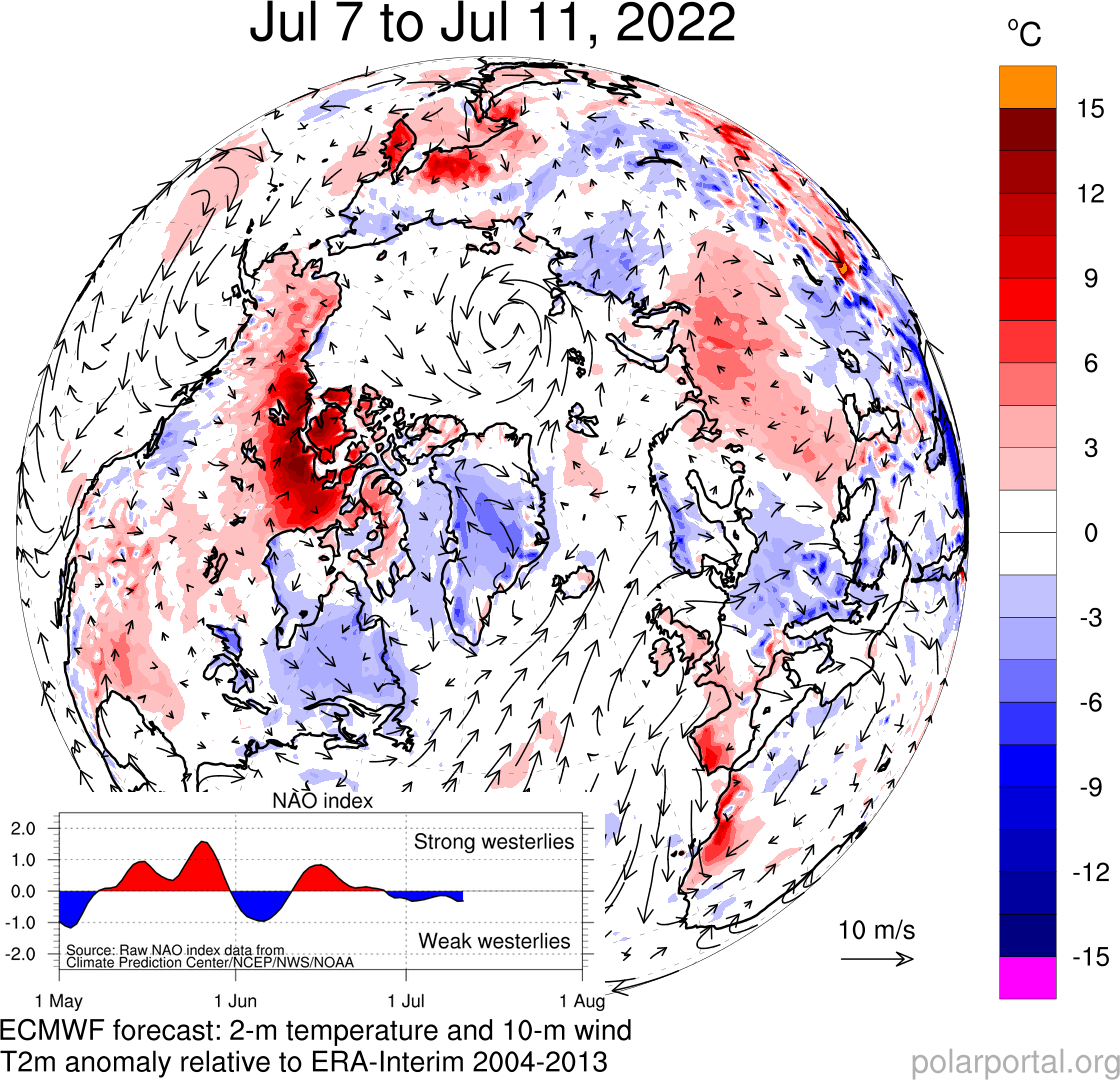 Jul 7 to Jul 11, 2022
oC
15
12
9
6
3
0
-3
-6
-9
-12
-15
10 m/s
NAO index
2.0
1.0
0.0
-1.0
-2.0
Strong westerlies
Weak westerlies
Source: Raw NAO index data from
Climate Prediction Center/NCEP/NWS/NOAA
1 May 1 Jun 1 Jul 1 Aug
ECMWF forecast: 2-m temperature and 10-m wind
T2m anomaly relative to ERA-Interim 2004-2013
polarportal.org